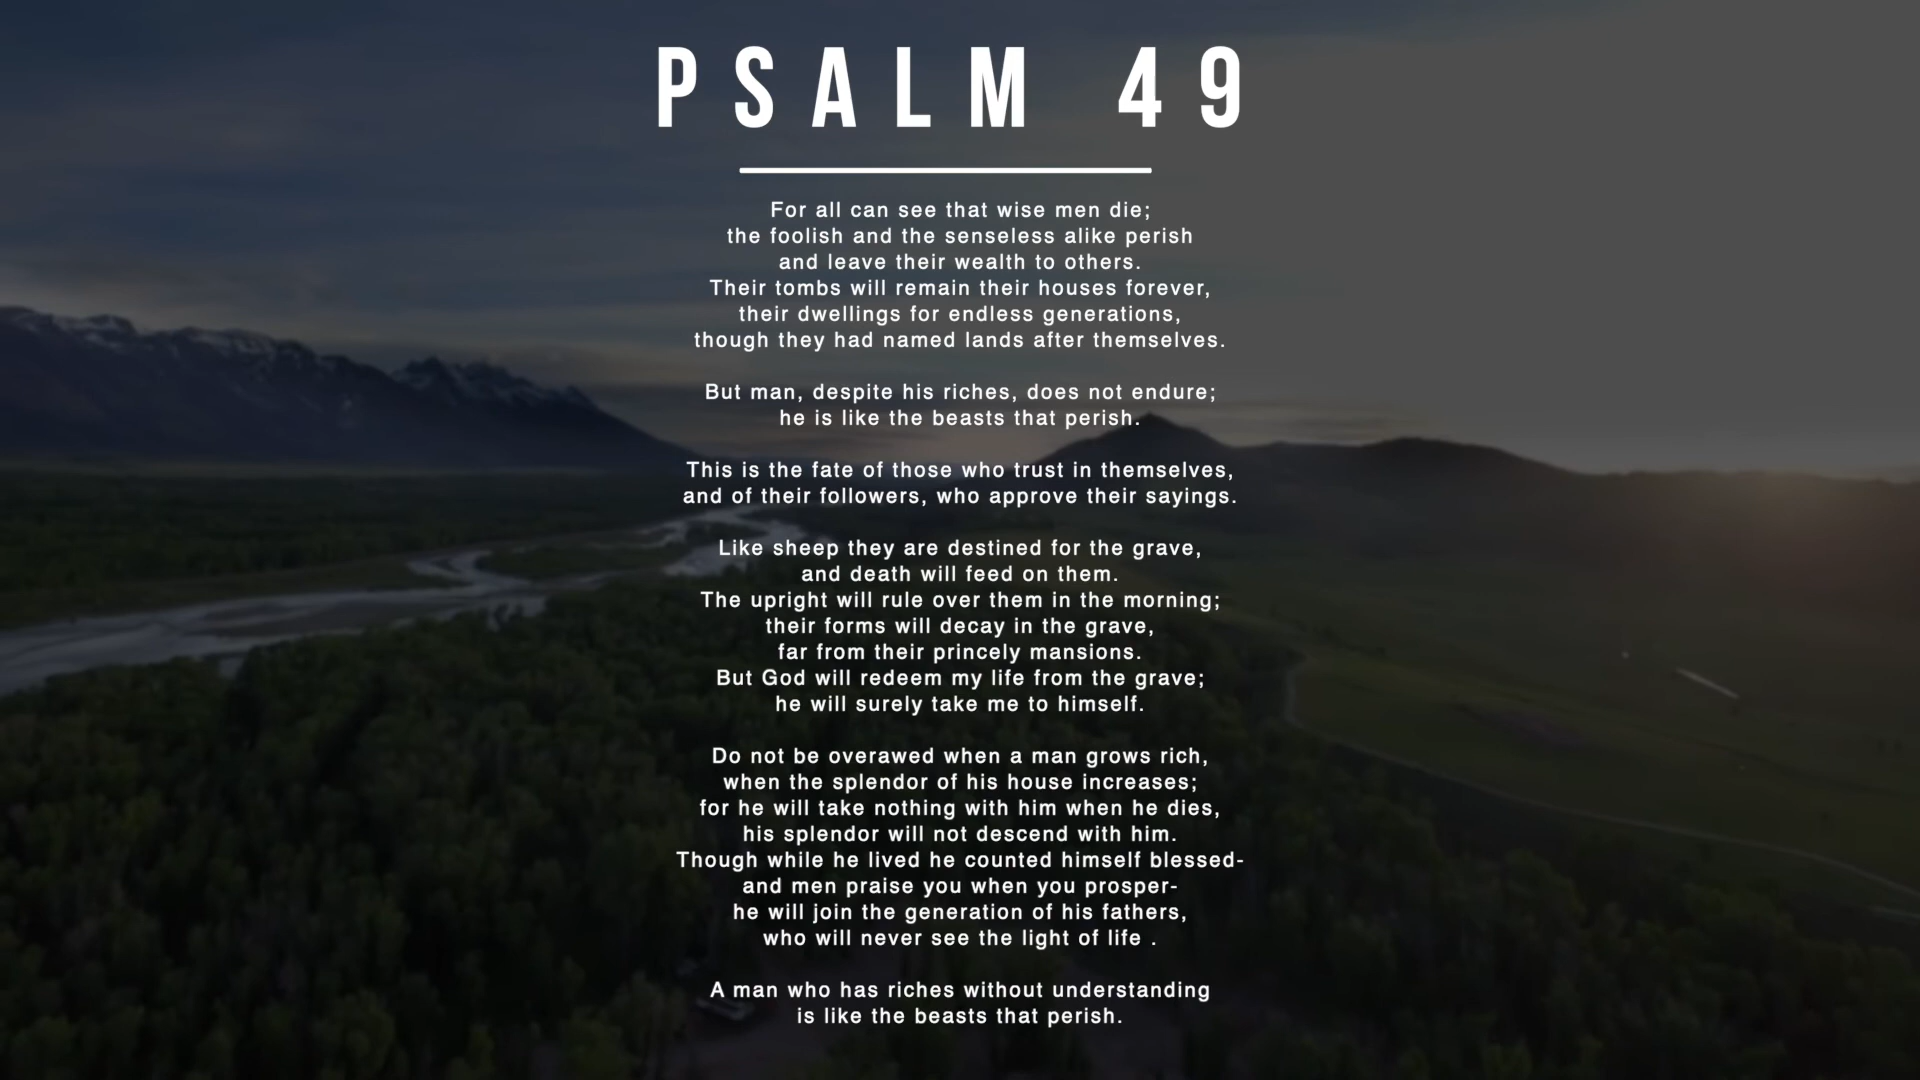 PSALM 49
For all can see that wise men die;
the foolish and the senseless alike perish
and leave their wealth to others.
Their tombs will remain their houses forever,
their dwellings for endless generations,
though they had named lands after themselves.
But man, despite his riches, does not endure;
he is like the beasts that perish.
This is the fate of those who trust in themselves,
and of their followers, who approve their sayings.
Like sheep they are destined for the grave,
and death will feed on them.
The upright will rule over them in the morning;
their forms will decay in the grave,
far from their princely mansions.
But God will redeem my life from the grave;
he will surely take me to himself.
Do not be overawed when a man grows rich,
when the splendor of his house increases;
for he will take nothing with him when he dies,
his splendor will not descend with him.
Though while he lived he counted himself blessed-
and men praise you when you prosper-
he will join the generation of his fathers,
who will never see the light of life .
A man who has riches without understanding
is like the beasts that perish.